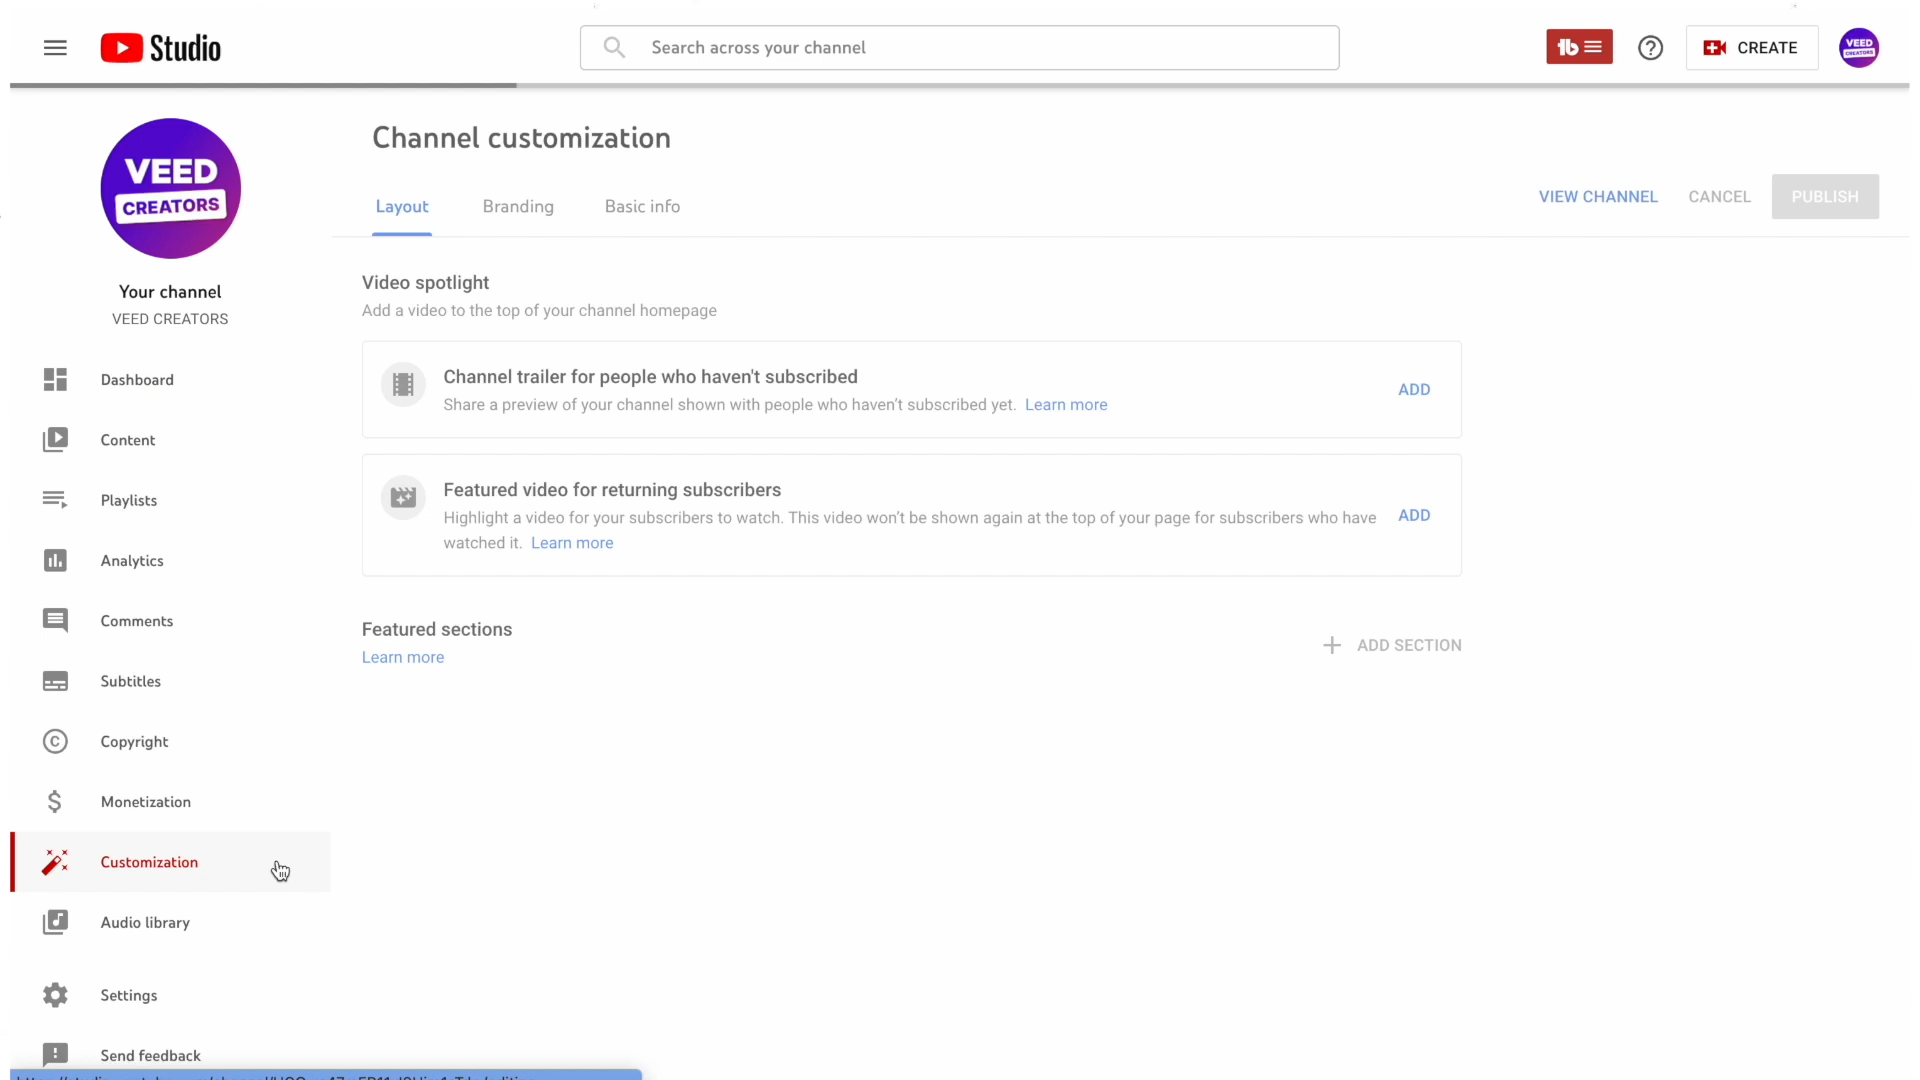 Studio
Search across your channel
CREATE
VEED
CREATORS
Channel customization
VEED
CREATORS
Layout
Branding
Basic info
VIEW CHANNEL
CANCEL
PUBLISH
Your channel
VEED CREATORS
Video spotlight
Add a video to the top of your channel homepage
Channel trailer for people who haven't subscribed
Share a preview of your channel shown with people who haven't subscribed yet. Learn more
ADD
Featured video for returning subscribers
Highlight a video for your subscribers to watch. This video won't be shown again at the top of your page for subscribers who have
watched it. Learn more
ADD
Featured sections
Learn more
ADD SECTION
Dashboard
Content
Playlists
Analytics
Comments
Subtitles
Copyright
Monetization
Customization
Audio library
Settings
Send feedback